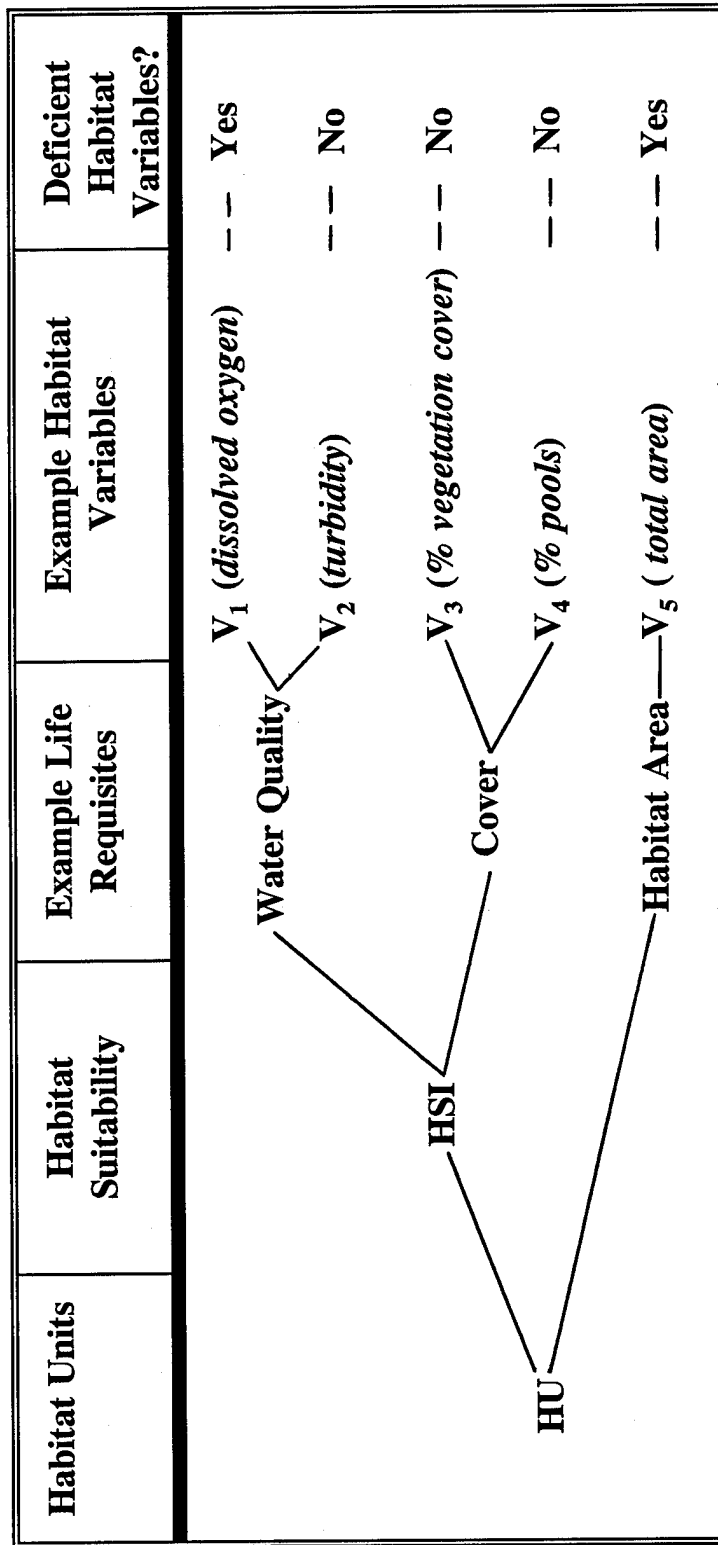 Habitat Units
Habitat
Suitability
Example Life
Requisites
Example Habitat
Variables
Deficient
Habitat
Variables?
HU
HSI
Water Quality
Cover
Habitat Area
V1 (dissolved oxygen) -- Yes
V2 (turbidity) -- No
V3 (% vegetation cover) -- No
V4 (% pools) -- No
V5 ( total area) -- Yes